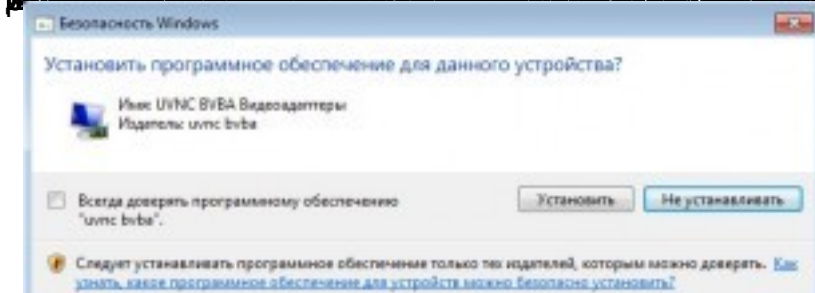 Безопасность Windows
Установить программное обеспечение для данного устройства?
Имя: UVNC BVBA Видеоадаптеры
Издатель: uvnc bvba
Всегда доверять программному обеспечению
"uvnc bvba".
Установить
Не устанавливать
Следует устанавливать программное обеспечение только тех издателей, которым можно доверять. Как
узнать, какое программное обеспечение для устройств можно безопасно установить?